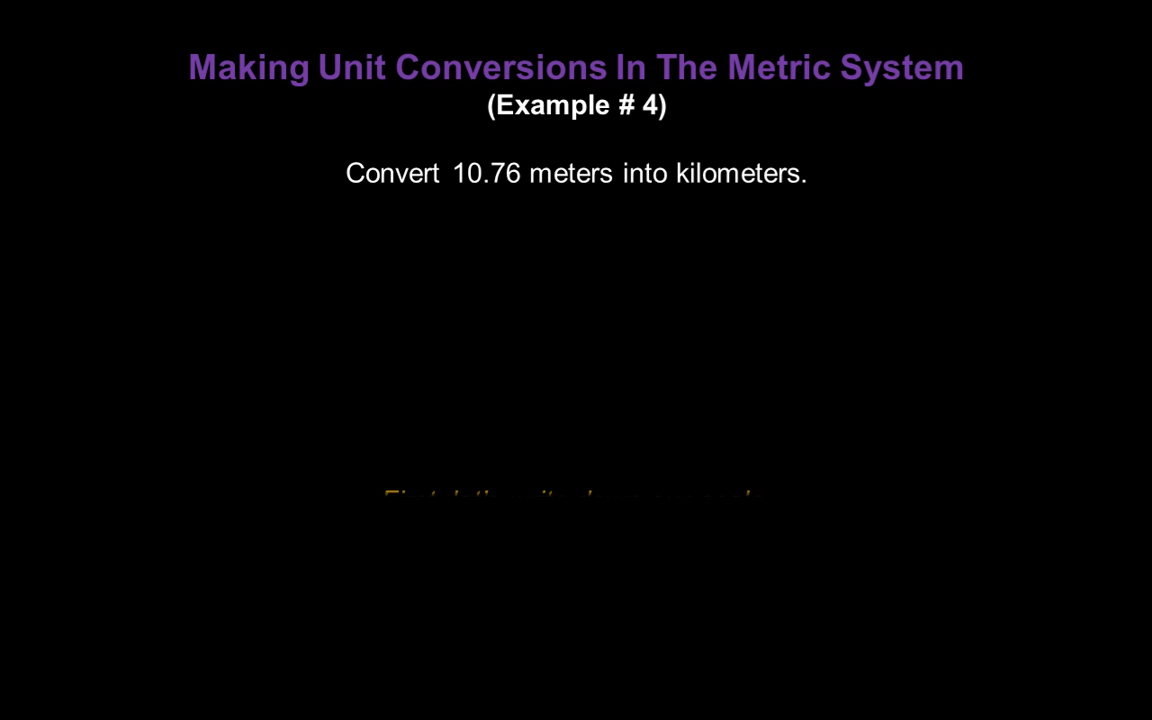 Making Unit Conversions In The Metric System
(Example # 4)
Convert 10.76 meters into kilometers.